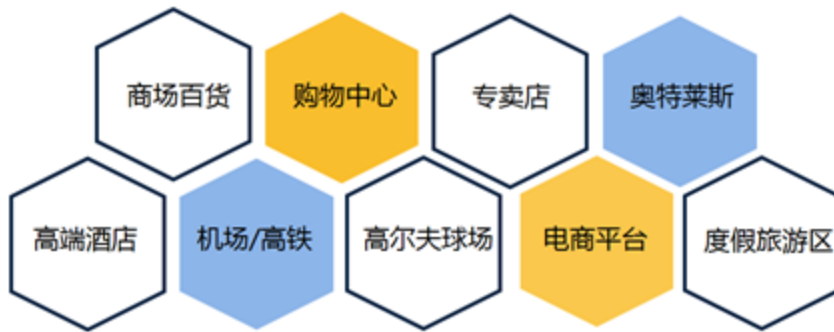 商场百货
购物中心
专卖店
奥特莱斯
高端酒店
机场/高铁
高尔夫球场
电商平台
度假旅游区